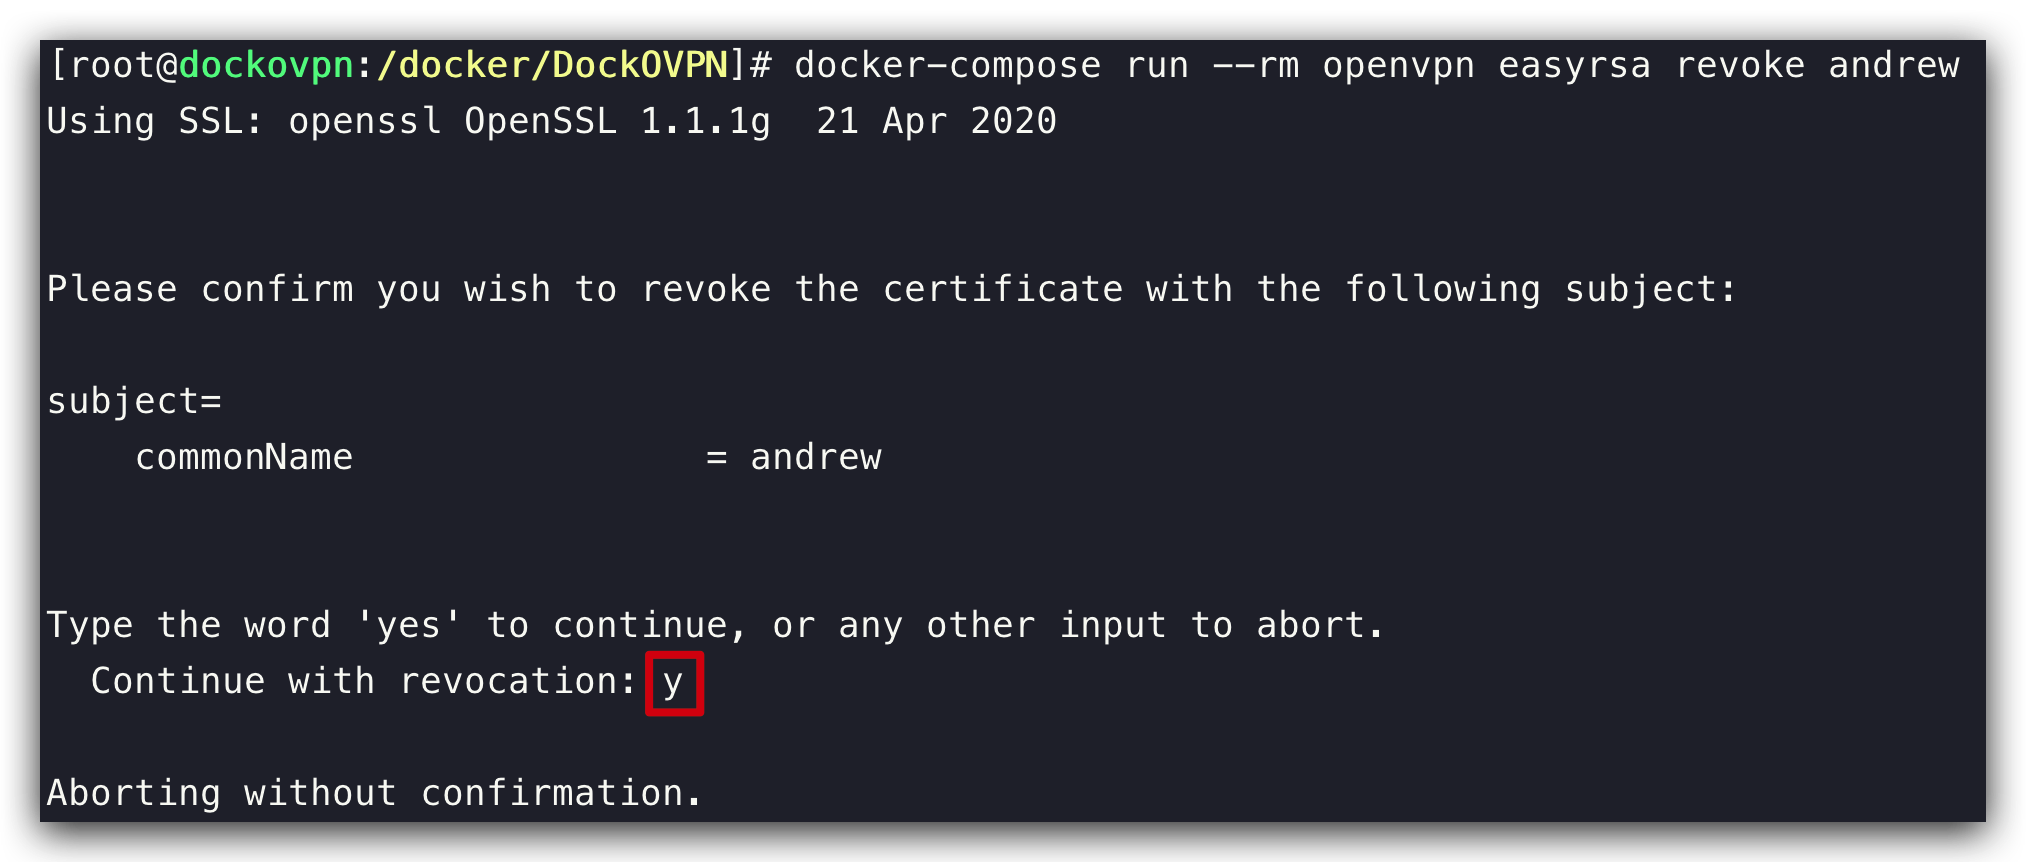 [root@dockovpn:/docker/DockOVPN]# docker-compose run --rm openvpn easyrsa revoke andrew
Using SSL: openssl OpenSSL 1.1.1g  21 Apr 2020
Please confirm you wish to revoke the certificate with the following subject:
subject=
    commonName                = andrew
Type the word 'yes' to continue, or any other input to abort.
  Continue with revocation: y
Aborting without confirmation.